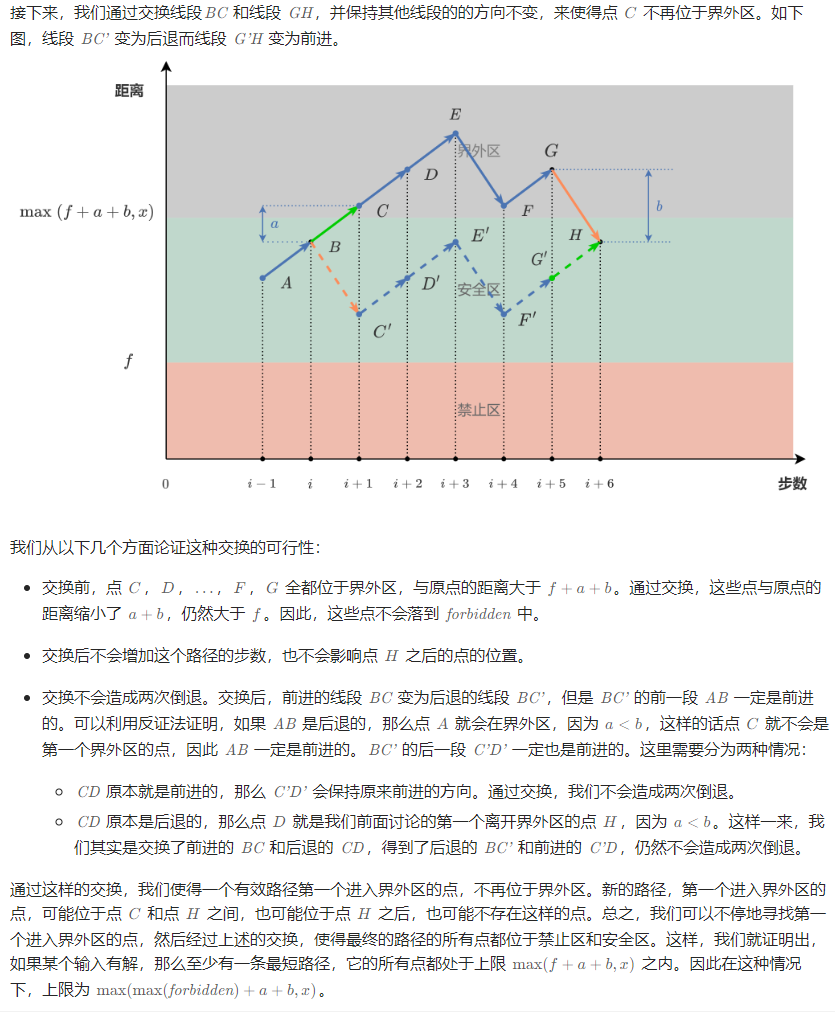 接下来，我们通过交换线段 BC 和线段 GH，并保持其他线段的的方向不变，来使得点 C 不再位于界外区。如下
图，线段 BC' 变为后退而线段 G'H 变为前进。
距离
E
界外区
G
D
max (f + a + b, x)
C
F
b
a
B
E′
H
G′
A
D′
安全区
C′
F′
f
禁止区
0
i − 1
i
i + 1
i + 2
i + 3
i + 4
i + 5
i + 6
步数
我们从以下几个方面论证这种交换的可行性：
• 交换前，点 C，D，...，F，G 全都位于界外区，与原点的距离大于 f + a + b。通过交换，这些点与原点的
距离缩小了 a + b，仍然大于 f。因此，这些点不会落到 forbidden 中。
• 交换后不会增加这个路径的步数，也不会影响点 H 之后的点的位置。
• 交换不会造成两次倒退。交换后，前进的线段 BC 变为后退的线段 BC'，但是 BC' 的前一段 AB 一定是前进
的。可以利用反证法证明，如果 AB 是后退的，那么点 A 就会在界外区，因为 a < b，这样的话点 C 就不会是
第一个界外区的点，因此 AB 一定是前进的。 BC' 的后一段 C'D' 一定也是前进的。这里需要分为两种情况：
○ CD 原本就是前进的，那么 C'D' 会保持原来前进的方向。通过交换，我们不会造成两次倒退。
○ CD 原本是后退的，那么点 D 就是我们前面讨论的第一个离开界外区的点 H，因为 a < b。这样一来，我
们其实是交换了前进的 BC 和后退的 CD，得到了后退的 BC' 和前进的 C'D，仍然不会造成两次倒退。
通过这样的交换，我们使得一个有效路径第一个进入界外区的点，不再位于界外区。新的路径，第一个进入界外区的
点，可能位于点 C 和点 H 之间，也可能位于点 H 之后，也可能不存在这样的点。总之，我们可以不停地寻找第一
个进入界外区的点，然后经过上述的交换，使得最终的路径的所有点都位于禁止区和安全区。这样，我们就证明出，
如果某个输入有解，那么至少有一条最短路径，它的所有点都处于上限 max(f + a + b, x) 之内。因此在这种情况
下，上限为 max(max(forbidden) + a + b, x)。